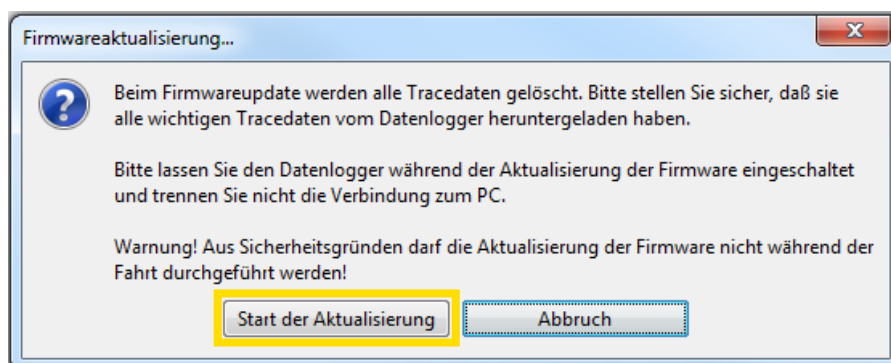 Firmwareaktualisierung...
Beim Firmwareupdate werden alle Tracedaten gelöscht. Bitte stellen Sie sicher, daß sie
alle wichtigen Tracedaten vom Datenlogger heruntergeladen haben.
Bitte lassen Sie den Datenlogger während der Aktualisierung der Firmware eingeschaltet
und trennen Sie nicht die Verbindung zum PC.
Warnung! Aus Sicherheitsgründen darf die Aktualisierung der Firmware nicht während der
Fahrt durchgeführt werden!
Start der Aktualisierung
Abbruch